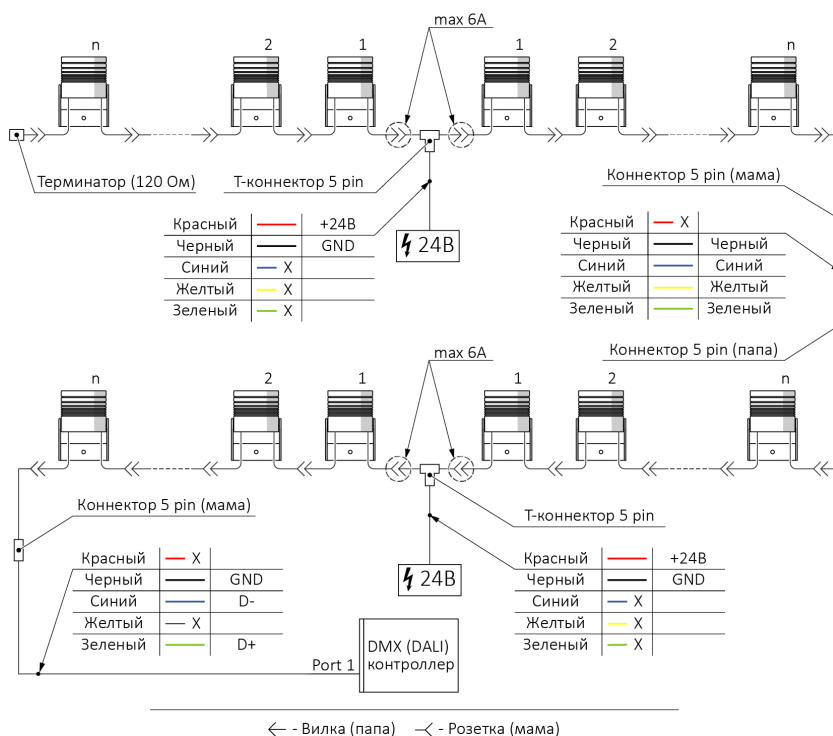 max 6A
n
2
1
1
2
n
Терминатор (120 Ом)
Т-коннектор 5 pin
Коннектор 5 pin (мама)
Красный +24В
Черный GND
Синий X
Желтый X
Зеленый X
24В
Красный X
Черный Черный
Синий Синий
Желтый Желтый
Зеленый Зеленый
Коннектор 5 pin (папа)
max 6A
n
2
1
1
2
n
Коннектор 5 pin (мама)
Т-коннектор 5 pin
Красный X
Черный GND
Синий D-
Желтый X
Зеленый D+
24В
Красный +24В
Черный GND
Синий X
Желтый X
Зеленый X
Port 1
DMX (DALI)
контроллер
- Вилка (папа) - Розетка (мама)